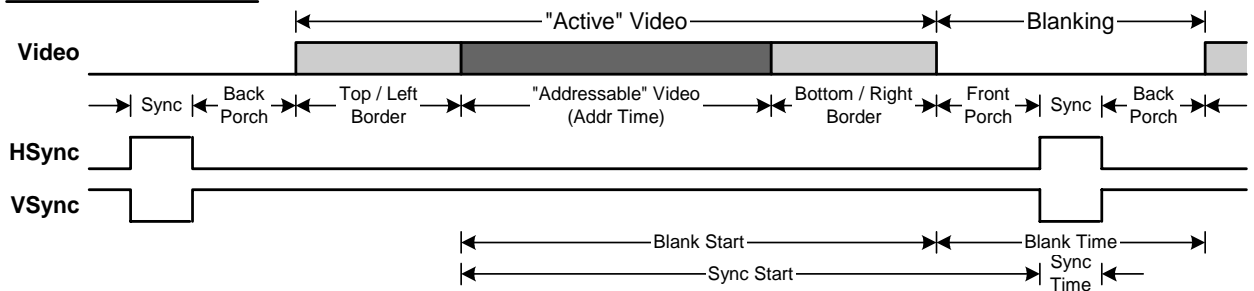 "Active" Video
Blanking
Video
Sync
Back
Porch
Top / Left
Border
"Addressable" Video
(Addr Time)
Bottom / Right
Border
Front
Porch
Sync
Back
Porch
HSync
VSync
Blank Start
Blank Time
Sync Start
Sync
Time